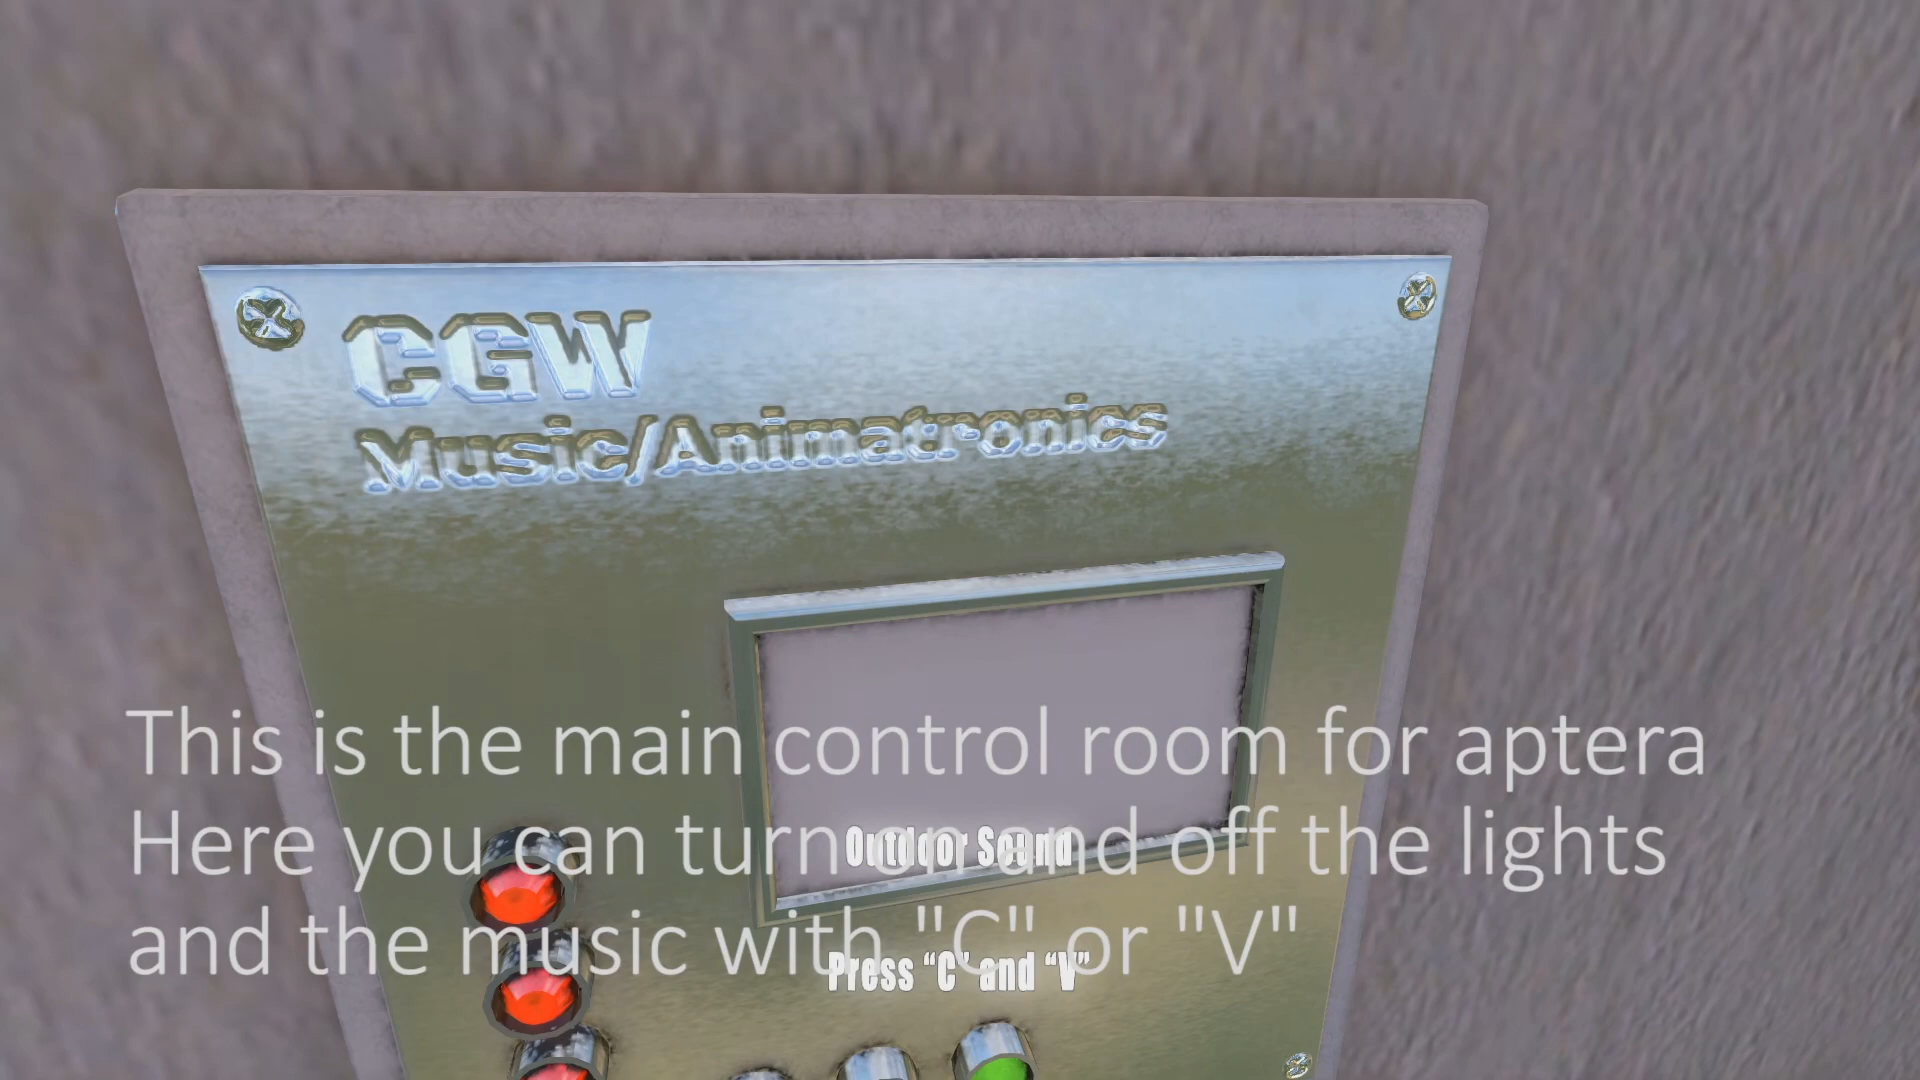 CGW
Music/Animatronics
This is the main control room for aptera
Here you can turn on and off the lights
and the music with "C" or "V"
Outdoor Sound
Press “C” and “V”